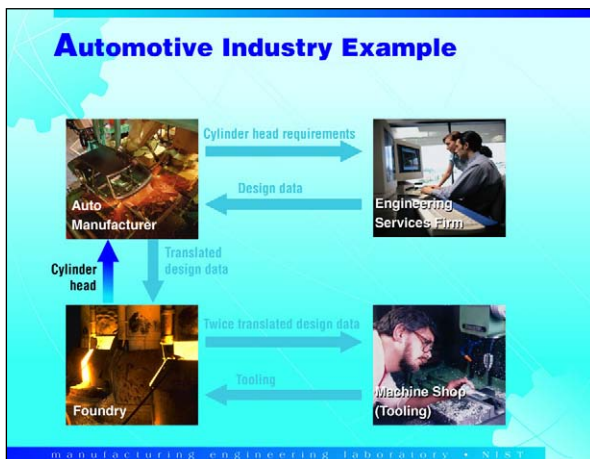 Automotive Industry Example
Cylinder head requirements
Design data
Auto
Manufacturer
Engineering
Services Firm
Translated
design data
Cylinder
head
Twice translated design data
Tooling
Foundry
Machine Shop
(Tooling)
manufacturing engineering laboratory • NIST